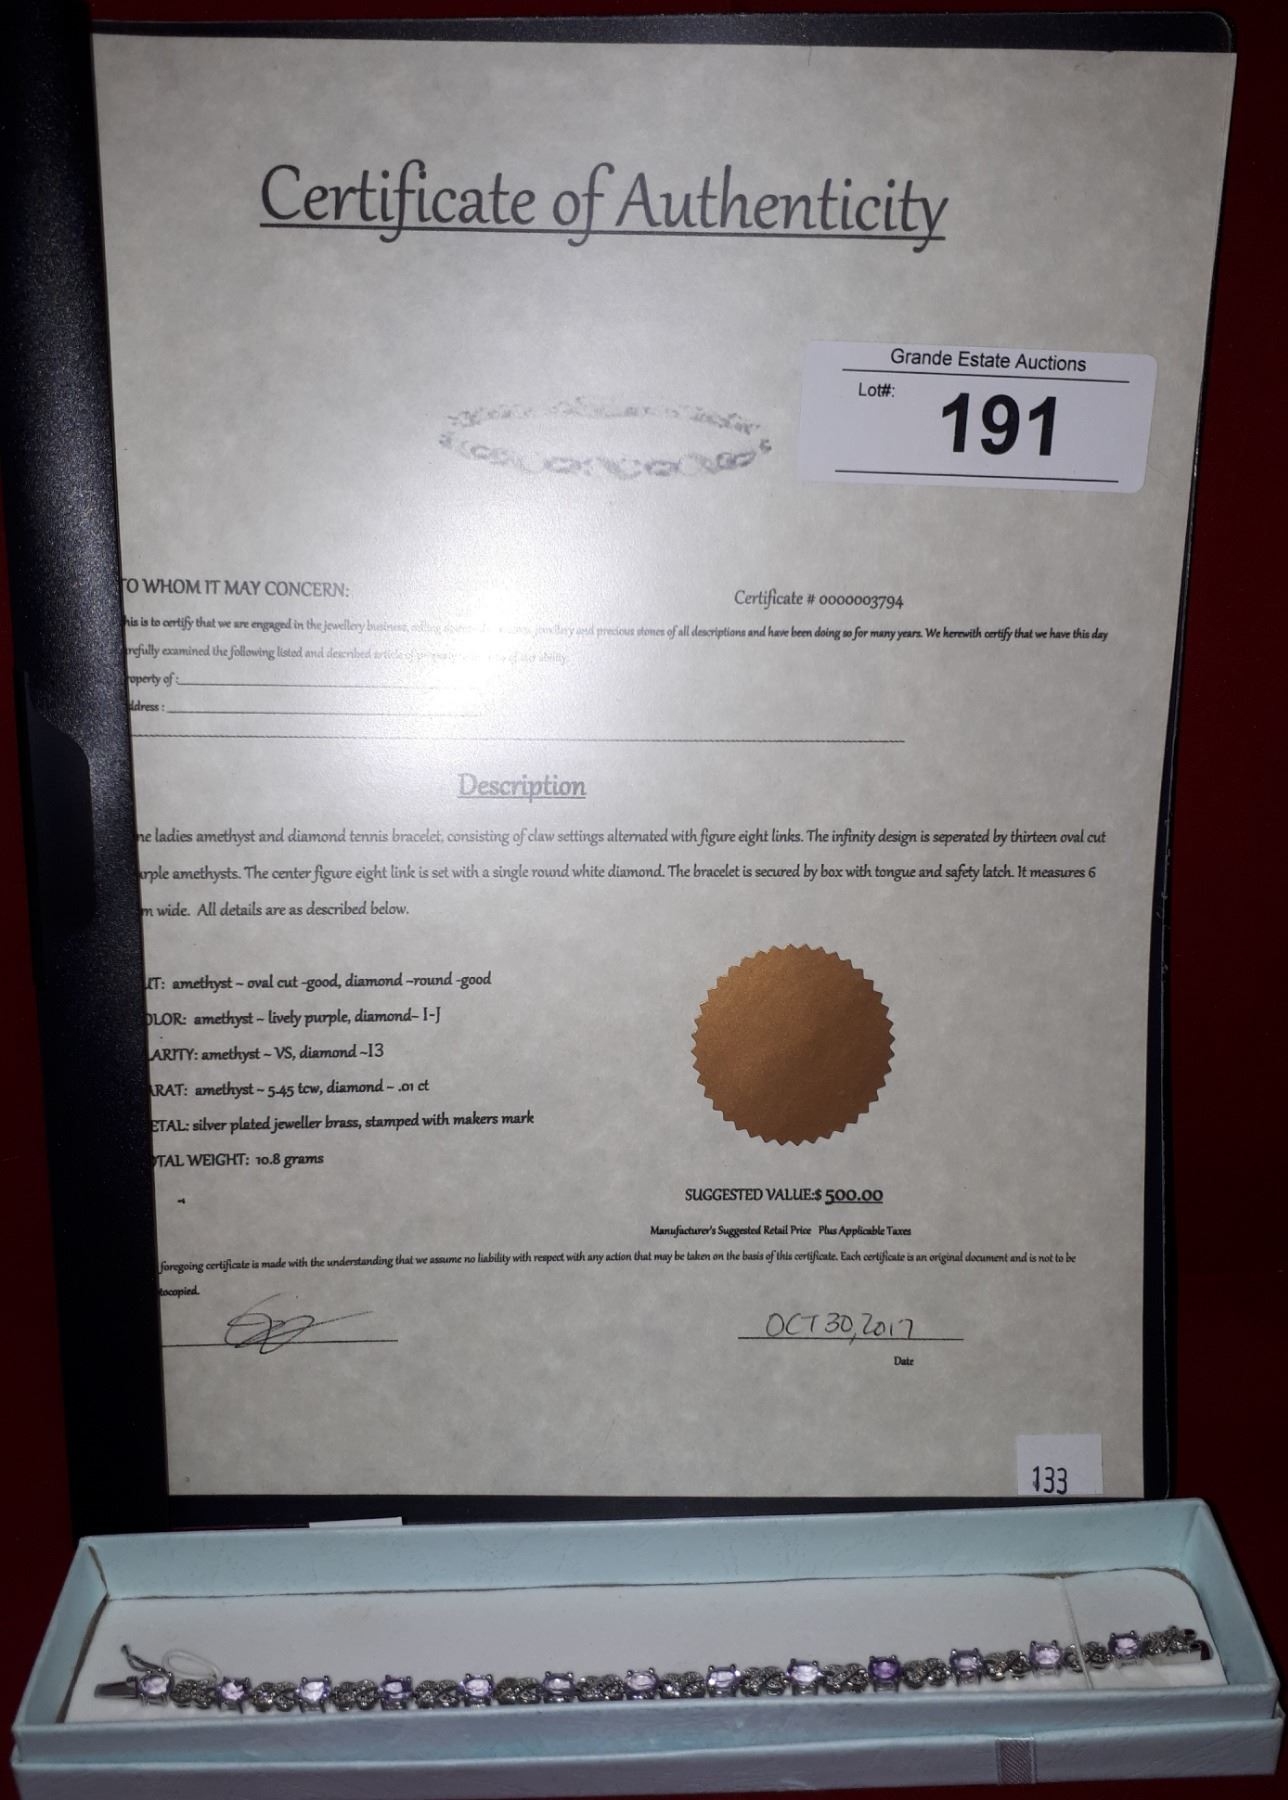 Certificate of Authenticity
Grande Estate Auctions
Lot#:
191
O WHOM IT MAY CONCERN:
Certificate # 0000003794
his is to certify that we are engaged in the jewellery business, jewellery and precious stones of all descriptions and have been doing so for many years. We herewith certify that we have this day
refully examined the following listed and described article of
roperty of :
ddress :
Description
ne ladies amethyst and diamond tennis bracelet, consisting of claw settings alternated with figure eight links. The infinity design is seperated by thirteen oval cut
urple amethysts. The center figure eight link is set with a single round white diamond. The bracelet is secured by box with tongue and safety latch. It measures 6
m wide. All details are as described below.
UT: amethyst ~ oval cut -good, diamond ~round -good
OLOR: amethyst ~ lively purple, diamond~ I-J
ARITY: amethyst ~ VS, diamond ~I3
ARAT: amethyst ~ 5.45 tcw, diamond ~ .01 ct
ETAL: silver plated jeweller brass, stamped with makers mark
OTAL WEIGHT: 10.8 grams
SUGGESTED VALUE:$ 500.00
Manufacturer's Suggested Retail Price Plus Applicable Taxes
foregoing certificate is made with the understanding that we assume no liability with respect with any action that may be taken on the basis of this certificate. Each certificate is an original document and is not to be
tocopied.
OCT 30, 2017
Date
133